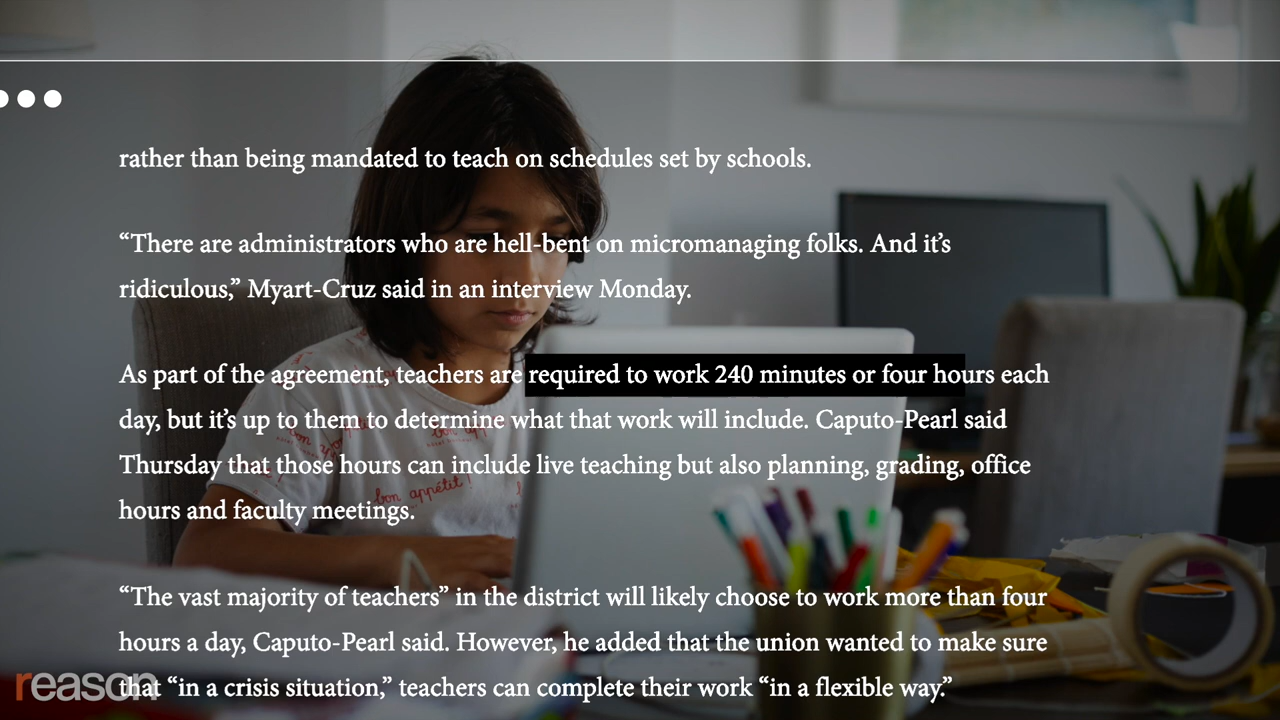 rather than being mandated to teach on schedules set by schools.
“There are administrators who are hell-bent on micromanaging folks. And it’s
ridiculous,” Myart-Cruz said in an interview Monday.
As part of the agreement, teachers are required to work 240 minutes or four hours each
day, but it’s up to them to determine what that work will include. Caputo-Pearl said
Thursday that those hours can include live teaching but also planning, grading, office
hours and faculty meetings.
bon appétit !
“The vast majority of teachers” in the district will likely choose to work more than four
hours a day, Caputo-Pearl said. However, he added that the union wanted to make sure
that “in a crisis situation,” teachers can complete their work “in a flexible way.”
reason